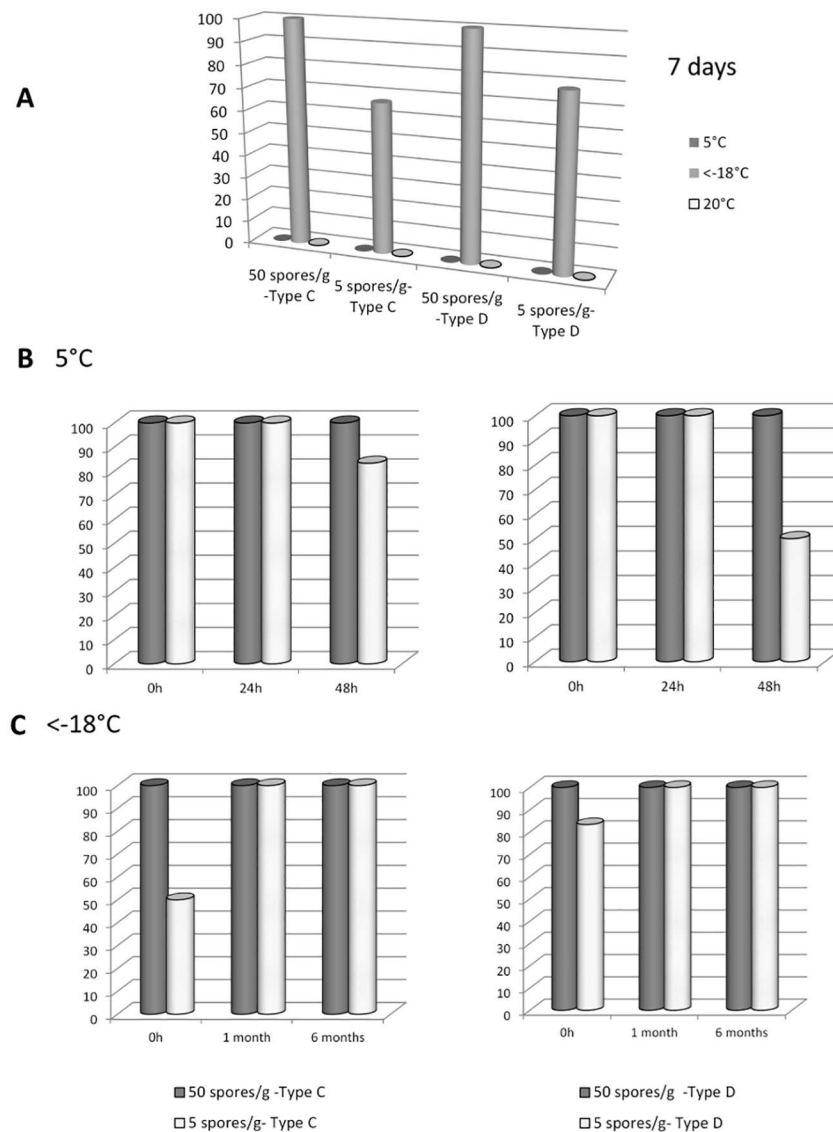 A
7 days
100
90
80
70
60
50
40
30
20
10
0
5°C
<-18°C
20°C
50 spores/g
-Type C
5 spores/g-
Type C
50 spores/g
-Type D
5 spores/g-
Type D
B 5°C
100
90
80
70
60
50
40
30
20
10
0
0h 24h 48h
100
90
80
70
60
50
40
30
20
10
0
0h 24h 48h
C <-18°C
100
90
80
70
60
50
40
30
20
10
0
0h 1 month 6 months
100
90
80
70
60
50
40
30
20
10
0
0h 1 month 6 months
50 spores/g -Type C
5 spores/g- Type C
50 spores/g -Type D
5 spores/g- Type D